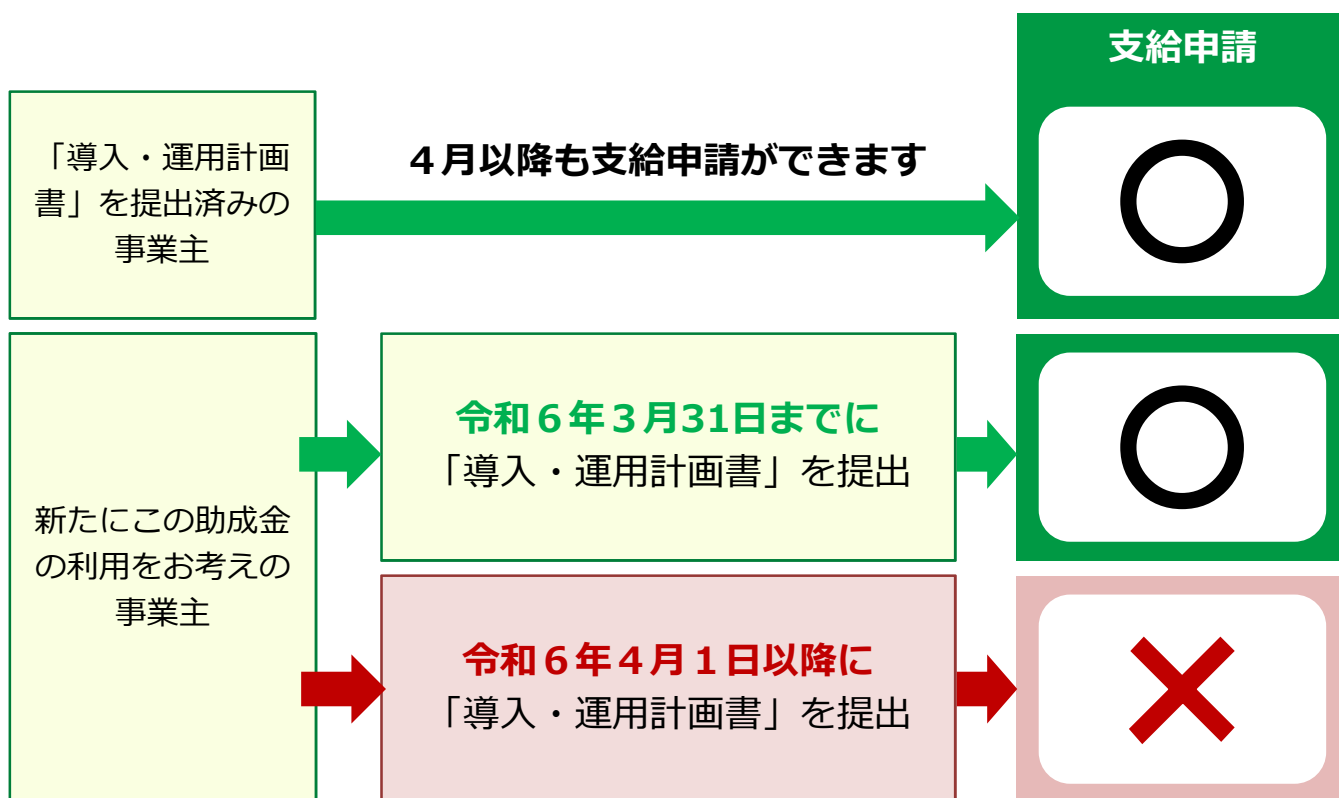 支給申請
「導入・運用計画
書」を提出済みの
事業主
４月以降も支給申請ができます
新たにこの助成金
の利用をお考えの
事業主
令和６年３月31日までに
「導入・運用計画書」を提出
令和６年４月１日以降に
「導入・運用計画書」を提出